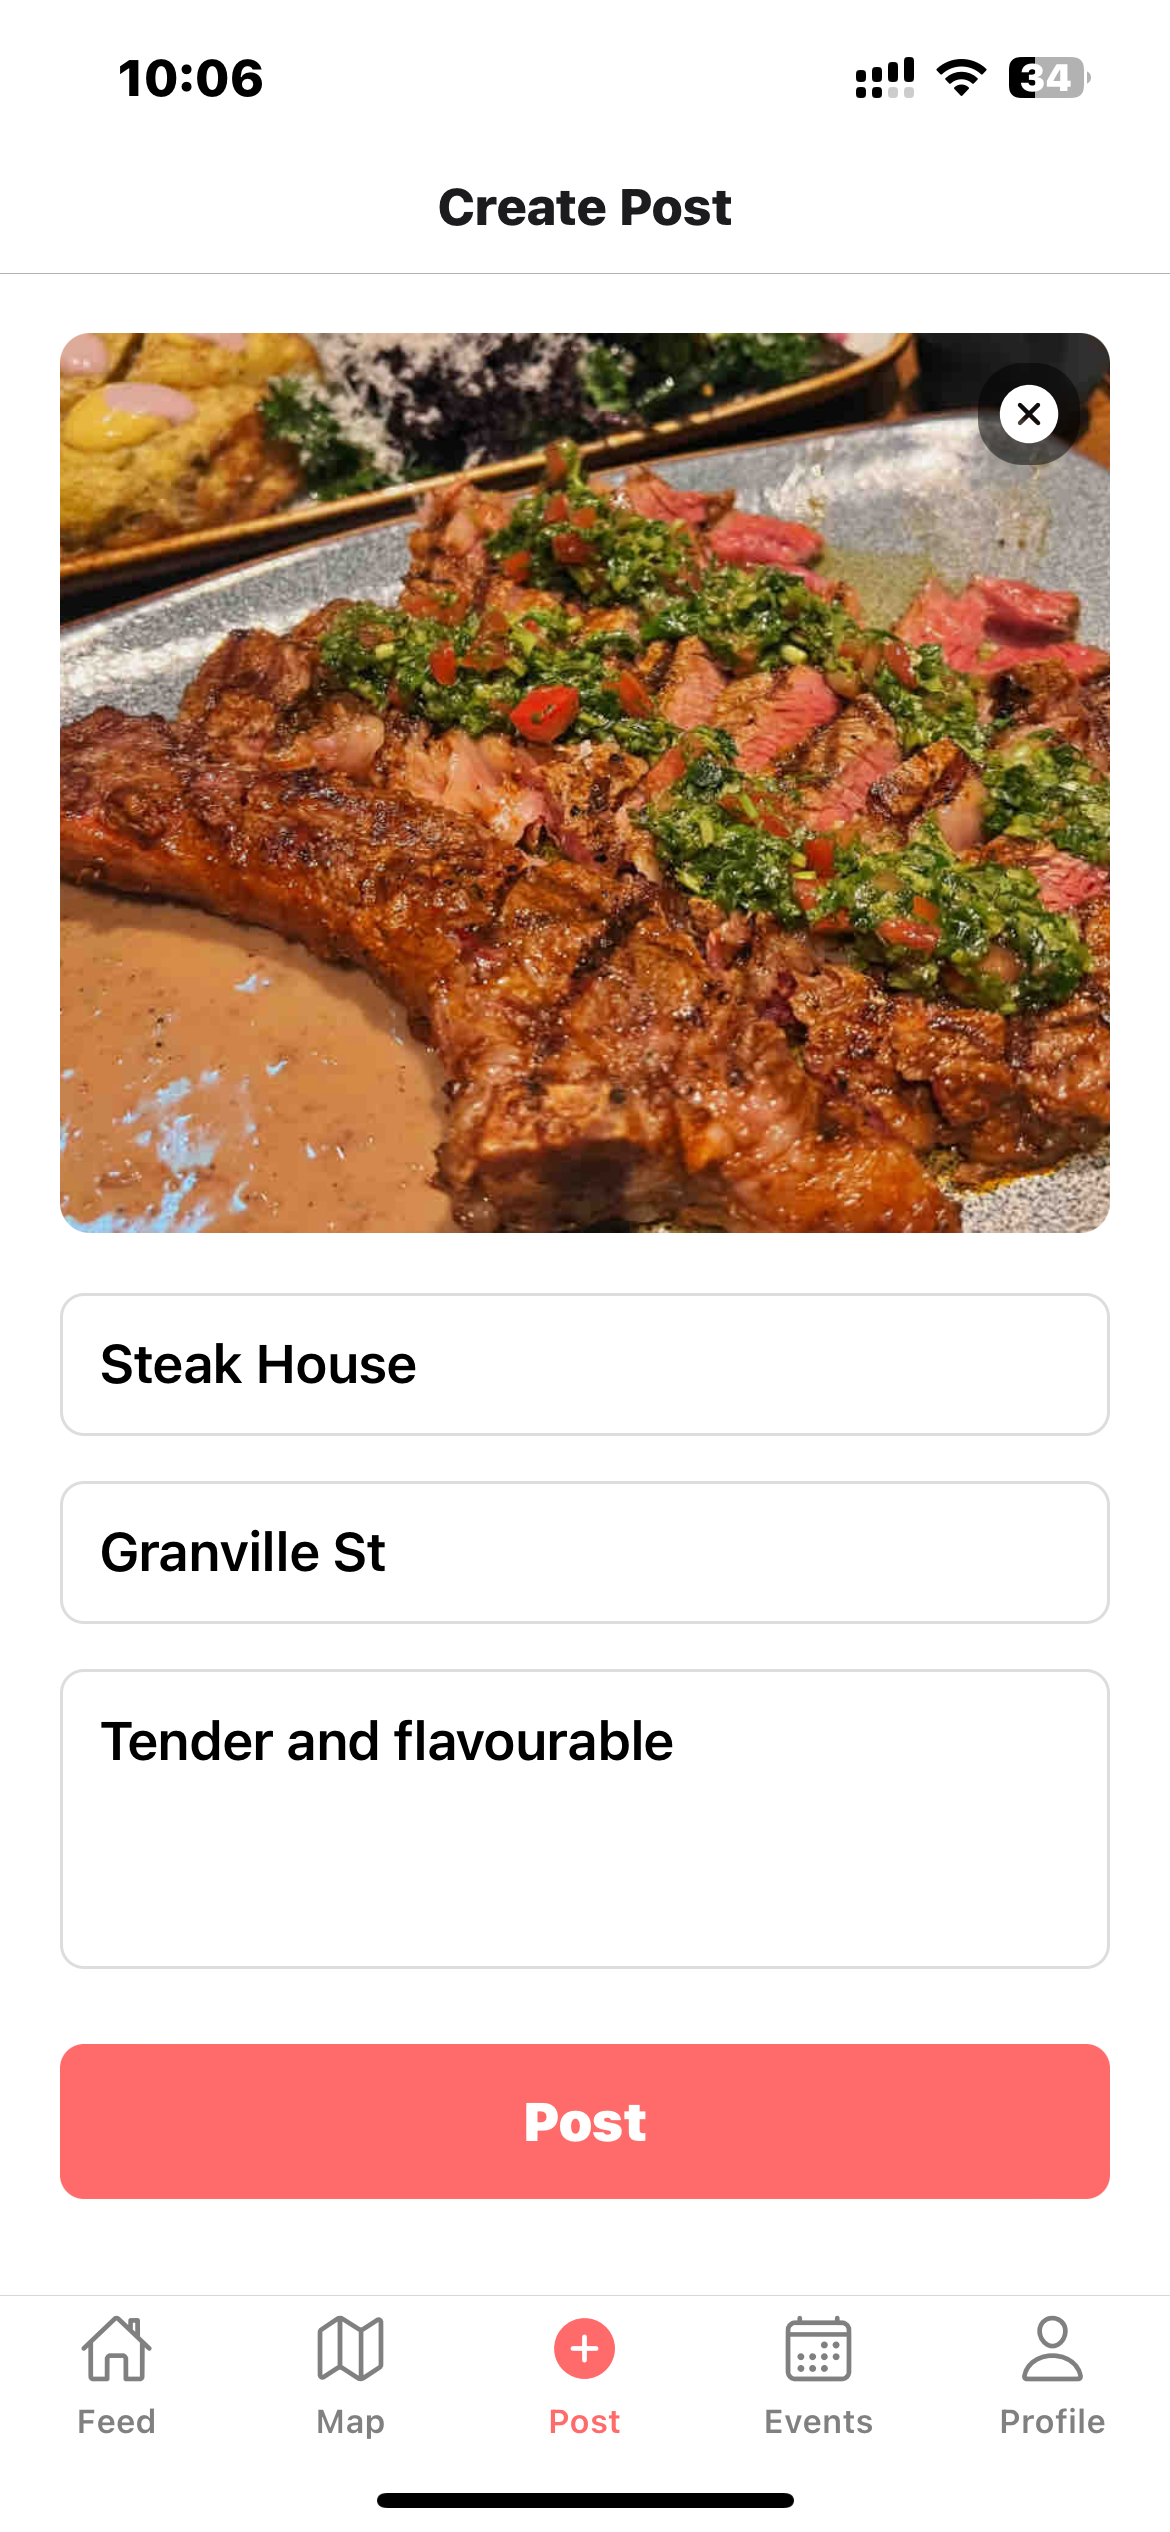 10:06
34
Create Post
Steak House
Granville St
Tender and flavourable
Post
Feed
Map
Post
Events
Profile